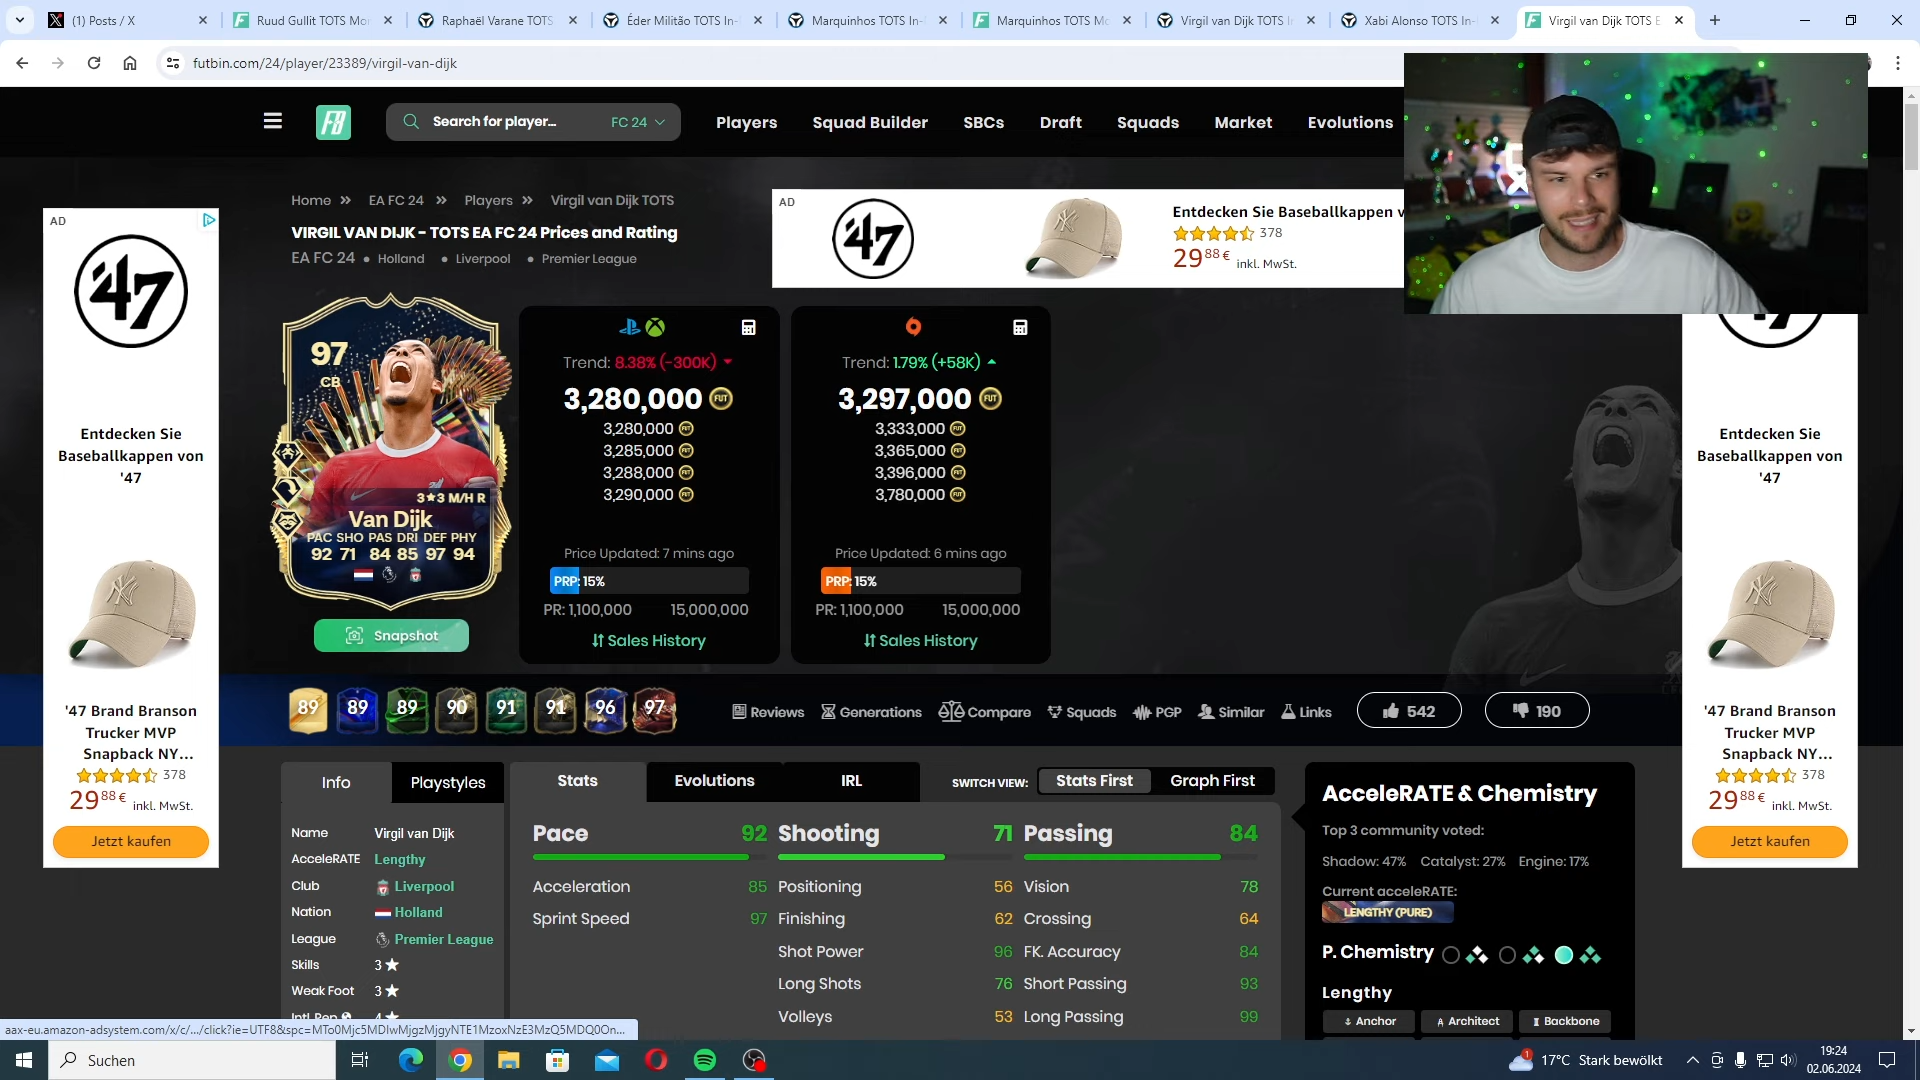 (1) Posts / X
Ruud Gullit TOTS Mo
Raphaël Varane TOTS
Éder Militão TOTS In-
Marquinhos TOTS In-
Marquinhos TOTS Mo
Virgil van Dijk TOTS In
Xabi Alonso TOTS In-
Virgil van Dijk TOTS E
futbin.com/24/player/23389/virgil-van-dijk
Search for player...
FC 24
Players
Squad Builder
SBCs
Draft
Squads
Market
Evolutions
Home » EA FC 24 » Players » Virgil van Dijk TOTS
VIRGIL VAN DIJK - TOTS EA FC 24 Prices and Rating
EA FC 24 • Holland • Liverpool • Premier League
AD
'47
Entdecken Sie Baseballkappen v
378
29 88 € inkl. MwSt.
AD
'47
Entdecken Sie
Baseballkappen von
'47
'47 Brand Branson
Trucker MVP
Snapback NY...
378
29 88 € inkl. MwSt.
Jetzt kaufen
97
CB
3★3 M/H R
Van Dijk
PAC SHO PAS DRI DEF PHY
92 71 84 85 97 94
Snapshot
Trend: 8.38% (-300K)
3,280,000
3,280,000
3,285,000
3,288,000
3,290,000
Price Updated: 7 mins ago
PRP: 15%
PR: 1,100,000 15,000,000
Sales History
Trend: 1.79% (+58K)
3,297,000
3,333,000
3,365,000
3,396,000
3,780,000
Price Updated: 6 mins ago
PRP: 15%
PR: 1,100,000 15,000,000
Sales History
Entdecken Sie
Baseballkappen von
'47
'47 Brand Branson
Trucker MVP
Snapback NY...
378
29 88 € inkl. MwSt.
Jetzt kaufen
89 89 89 90 91 91 96 97
Reviews
Generations
Compare
Squads
PGP
Similar
Links
542
190
Info
Playstyles
Name Virgil van Dijk
AcceleRATE Lengthy
Club Liverpool
Nation Holland
League Premier League
Skills 3 ★
Weak Foot 3 ★
Intl Rep 4 ★
Stats
Evolutions
IRL
SWITCH VIEW:
Stats First
Graph First
Pace 92
Acceleration 85
Sprint Speed 97
Shooting 71
Positioning 56
Finishing 62
Shot Power 96
Long Shots 76
Volleys 53
Passing 84
Vision 78
Crossing 64
FK. Accuracy 84
Short Passing 93
Long Passing 99
AcceleRATE & Chemistry
Top 3 community voted:
Shadow: 47% Catalyst: 27% Engine: 17%
Current acceleRATE:
LENGTHY (PURE)
P. Chemistry
Lengthy
Anchor
Architect
Backbone
aax-eu.amazon-adsystem.com/x/c/.../click?ie=UTF8&spc=MTo0Mjc5MDIwMjgzMjgyNTE1MzoxNzE3MzQ5MDQ0On...
Suchen
1
17°C Stark bewölkt
19:24
02.06.2024